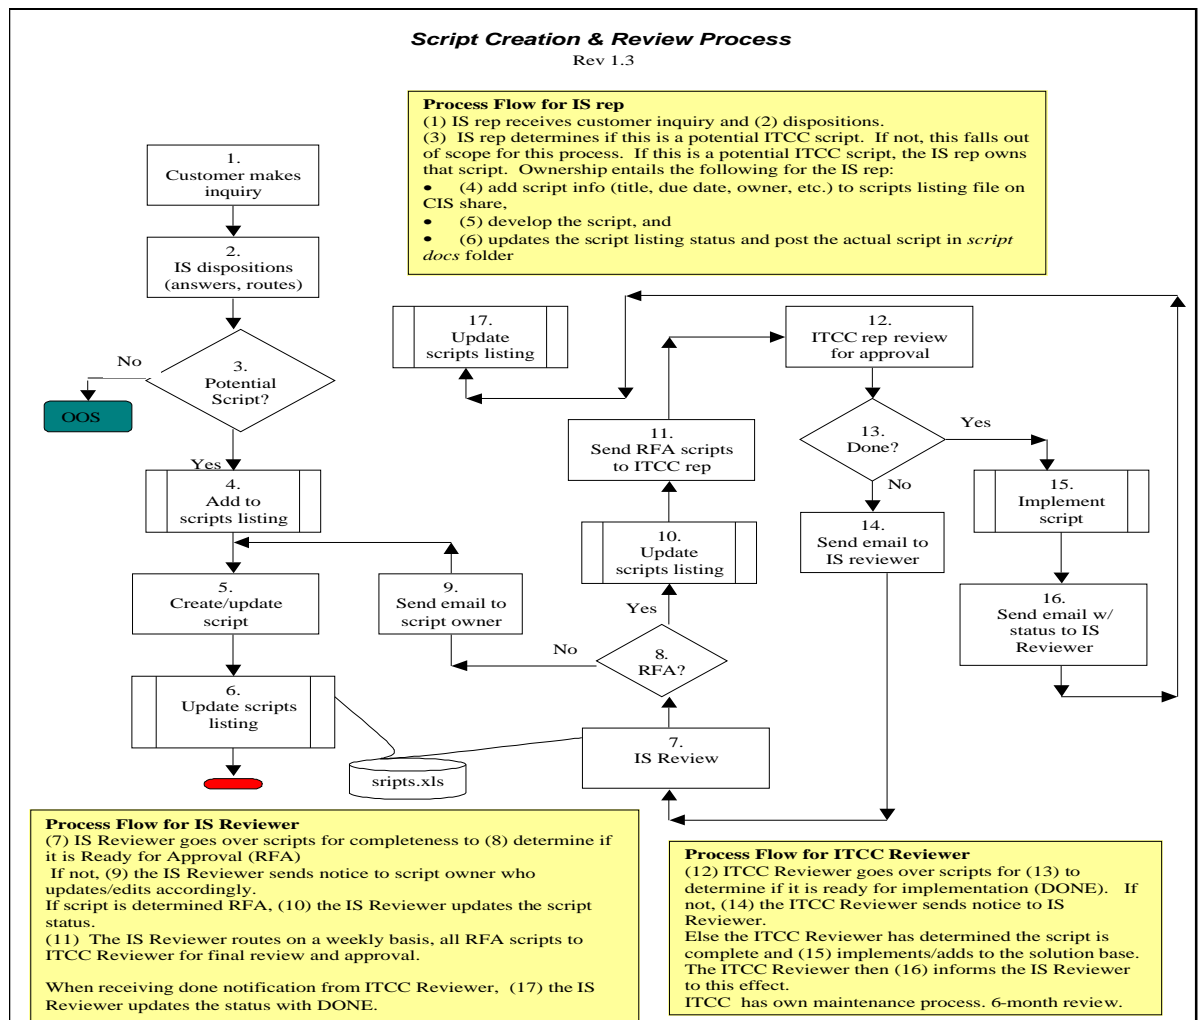 Script Creation & Review Process
Rev 1.3
Process Flow for IS rep
(1) IS rep receives customer inquiry and (2) dispositions.
(3)  IS rep determines if this is a potential ITCC script.  If not, this falls out
of scope for this process.  If this is a potential ITCC script, the IS rep owns
that script.  Ownership entails the following for the IS rep:
•    (4) add script info (title, due date, owner, etc.) to scripts listing file on
CIS share,
•    (5) develop the script, and
•    (6) updates the script listing status and post the actual script in script
docs folder
1.
Customer makes
inquiry
2.
IS dispositions
(answers, routes)
3.
Potential
Script?
No
OOS
Yes
4.
Add to
scripts listing
5.
Create/update
script
6.
Update scripts
listing
sripts.xls
7.
IS Review
8.
RFA?
No
9.
Send email to
script owner
Yes
10.
Update
scripts listing
11.
Send RFA scripts
to ITCC rep
12.
ITCC rep review
for approval
13.
Done?
No
14.
Send email to
IS reviewer
Yes
15.
Implement
script
16.
Send email w/
status to IS
Reviewer
17.
Update
scripts listing
Process Flow for IS Reviewer
(7) IS Reviewer goes over scripts for completeness to (8) determine if
it is Ready for Approval (RFA)
If not, (9) the IS Reviewer sends notice to script owner who
updates/edits accordingly.
If script is determined RFA, (10) the IS Reviewer updates the script
status.
(11)  The IS Reviewer routes on a weekly basis, all RFA scripts to
ITCC Reviewer for final review and approval.
When receiving done notification from ITCC Reviewer,  (17) the IS
Reviewer updates the status with DONE.
Process Flow for ITCC Reviewer
(12) ITCC Reviewer goes over scripts for (13) to
determine if it is ready for implementation (DONE).   If
not, (14) the ITCC Reviewer sends notice to IS
Reviewer.
Else the ITCC Reviewer has determined the script is
complete and (15) implements/adds to the solution base.
The ITCC Reviewer then (16) informs the IS Reviewer
to this effect.
ITCC  has own maintenance process. 6-month review.